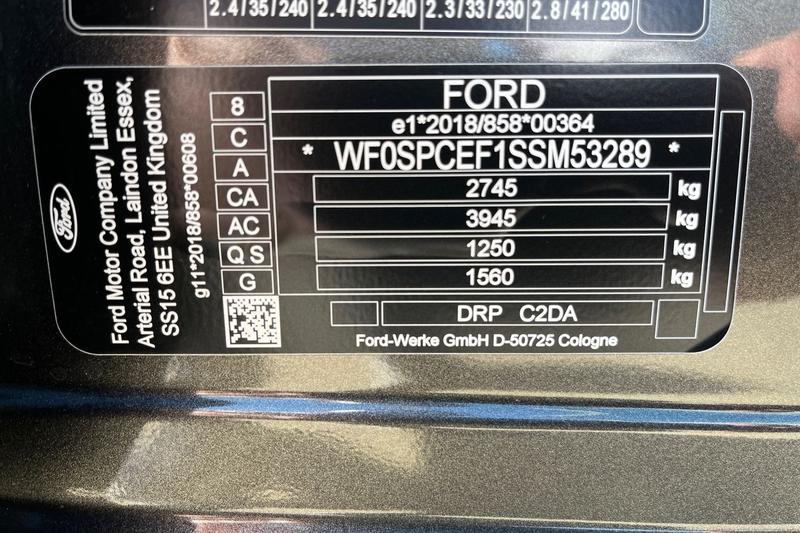 2.4/35/240 2.4/35/240 2.3/33/230 2.8/41/280
Ford
Ford Motor Company Limited
Arterial Road, Laindon Essex,
SS15 6EE United Kingdom
g11*2018/858*00608
8
C
A
CA
AC
QS
G
FORD
e1*2018/858*00364
* WF0SPCEF1SSM53289 *
2745 kg
3945 kg
1250 kg
1560 kg
DRP C2DA
Ford-Werke GmbH D-50725 Cologne